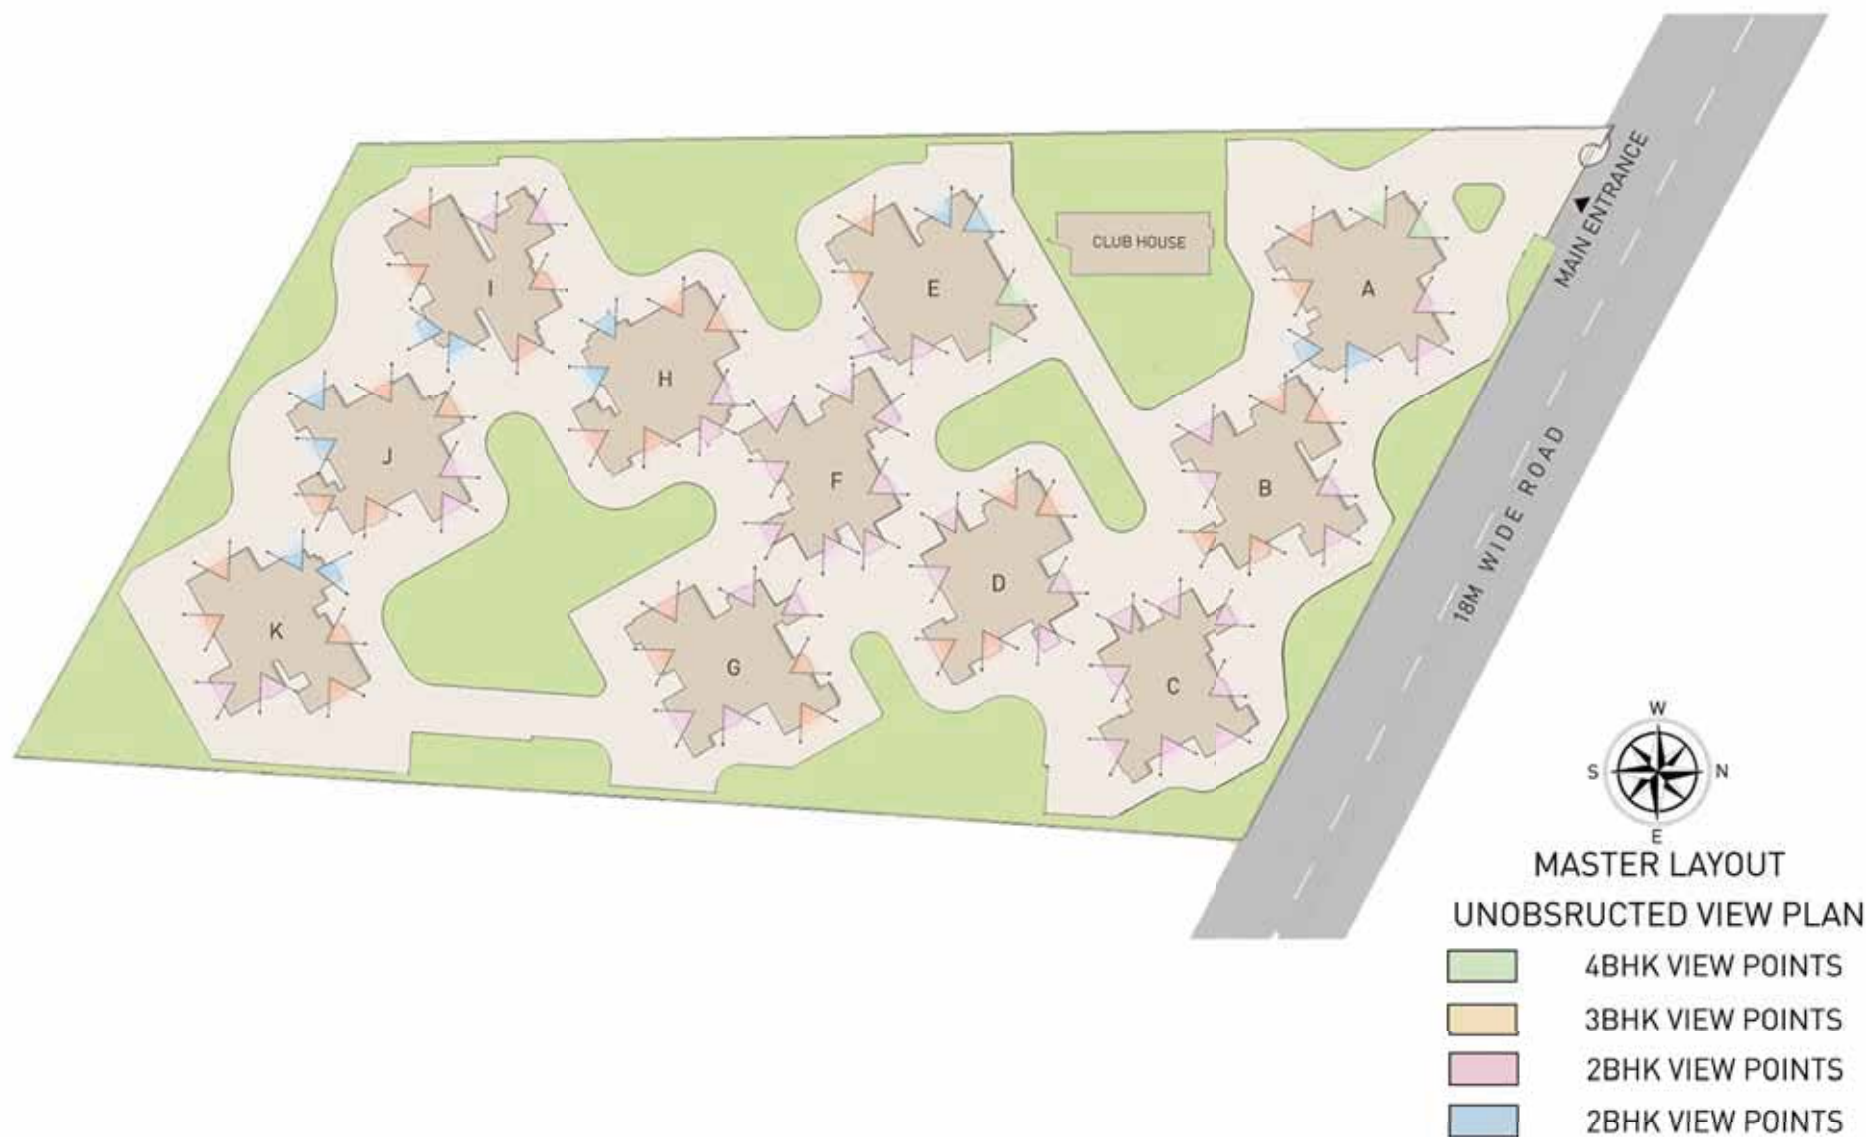 MAIN ENTRANCE
CLUB HOUSE
I
E
A
H
J
F
B
D
K
G
C
18M WIDE ROAD
W
S
N
E
MASTER LAYOUT
UNOBSRUCTED VIEW PLAN
4BHK VIEW POINTS
3BHK VIEW POINTS
2BHK VIEW POINTS
2BHK VIEW POINTS